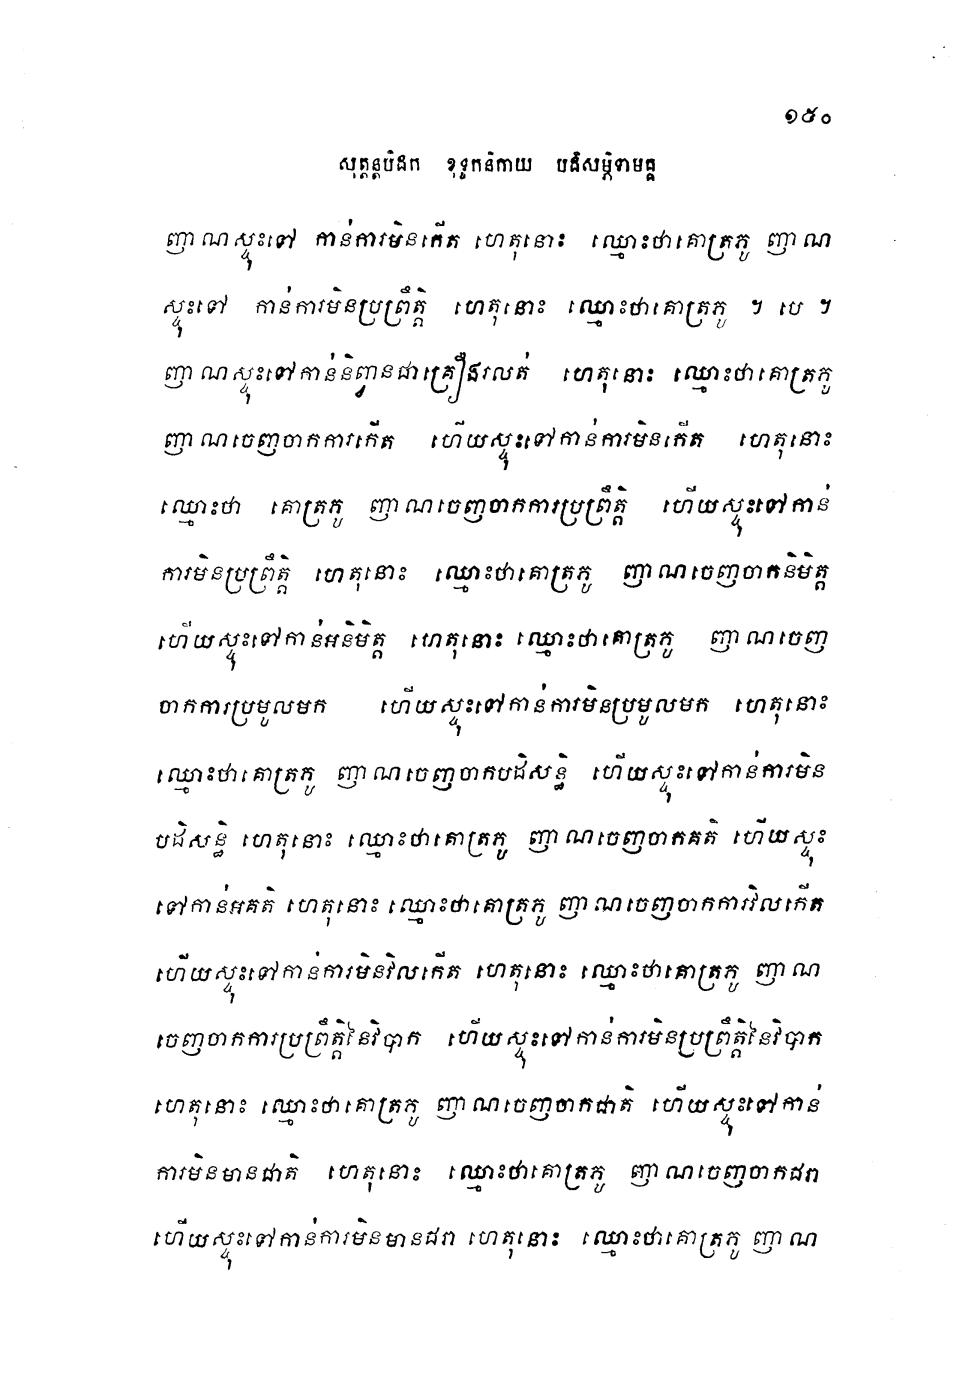 ១៥០
សុត្តន្តបិដក ខុទ្ទកនិកាយ បដិសម្ភិទាមគ្គ
ញាណស្ទុះទៅ កាន់ការមិនកើត ហេតុនោះ ឈ្មោះថាគោត្រភូ ញាណ
ស្ទុះទៅ កាន់ការមិនប្រព្រឹត្តិ ហេតុនោះ ឈ្មោះថាគោត្រភូ ។ បេ ។
ញាណស្ទុះទៅកាន់និព្វានជាគ្រឿងរលត់ ហេតុនោះ ឈ្មោះថាគោត្រភូ
ញាណចេញចាកការកើត ហើយស្ទុះទៅកាន់ការមិនកើត ហេតុនោះ
ឈ្មោះថា គោត្រភូ ញាណចេញចាកការប្រព្រឹត្តិ ហើយស្ទុះទៅកាន់
ការមិនប្រព្រឹត្តិ ហេតុនោះ ឈ្មោះថាគោត្រភូ ញាណចេញចាកនិមិត្ត
ហើយស្ទុះទៅកាន់អនិមិត្ត ហេតុនោះ ឈ្មោះថាគោត្រភូ ញាណចេញ
ចាកការប្រមូលមក ហើយស្ទុះទៅកាន់ការមិនប្រមូលមក ហេតុនោះ
ឈ្មោះថាគោត្រភូ ញាណចេញចាកបដិសន្ធិ ហើយស្ទុះទៅកាន់ការមិន
បដិសន្ធិ ហេតុនោះ ឈ្មោះថាគោត្រភូ ញាណចេញចាកគតិ ហើយស្ទុះ
ទៅកាន់អគតិ ហេតុនោះ ឈ្មោះថាគោត្រភូ ញាណចេញចាកការវិលកើត
ហើយស្ទុះទៅកាន់ការមិនវិលកើត ហេតុនោះ ឈ្មោះថាគោត្រភូ ញាណ
ចេញចាកការប្រព្រឹត្តិនៃវិបាក ហើយស្ទុះទៅកាន់ការមិនប្រព្រឹត្តិនៃវិបាក
ហេតុនោះ ឈ្មោះថាគោត្រភូ ញាណចេញចាកជាតិ ហើយស្ទុះទៅកាន់
ការមិនមានជាតិ ហេតុនោះ ឈ្មោះថាគោត្រភូ ញាណចេញចាកជរា
ហើយស្ទុះទៅកាន់ការមិនមានជរា ហេតុនោះ ឈ្មោះថាគោត្រភូ ញាណ